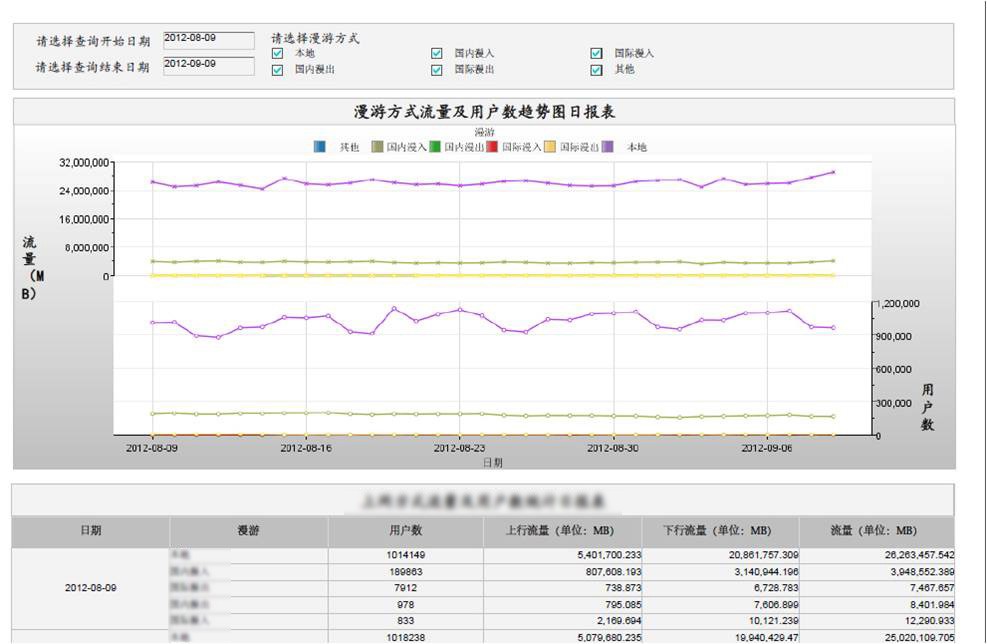 请选择查询开始日期 2012-08-09 请选择漫游方式
本地 国内漫入 国际漫入
请选择查询结束日期 2012-09-09
国内漫出 国际漫出 其他
漫游方式流量及用户数趋势图日报表
漫游
其他 国内漫入 国内漫出 国际漫入 国际漫出 本地
32,000,000
24,000,000
16,000,000
8,000,000
0
流量(MB)
1,200,000
900,000
600,000
300,000
0
用户数
2012-08-09 2012-08-16 2012-08-23 2012-08-30 2012-09-06
日期
日期 漫游 用户数 上行流量（单位：MB） 下行流量（单位：MB） 流量（单位：MB）
1014149 5,401,700.233 20,861,757.309 26,263,457.542
189863 807,608.193 3,140,944.196 3,948,552.389
2012-08-09 7912 738.873 6,728.783 7,467.657
978 795.085 7,606.899 8,401.984
833 2,169.694 10,121.239 12,290.933
1018238 5,079,680.235 19,940,429.47 25,020,109.705